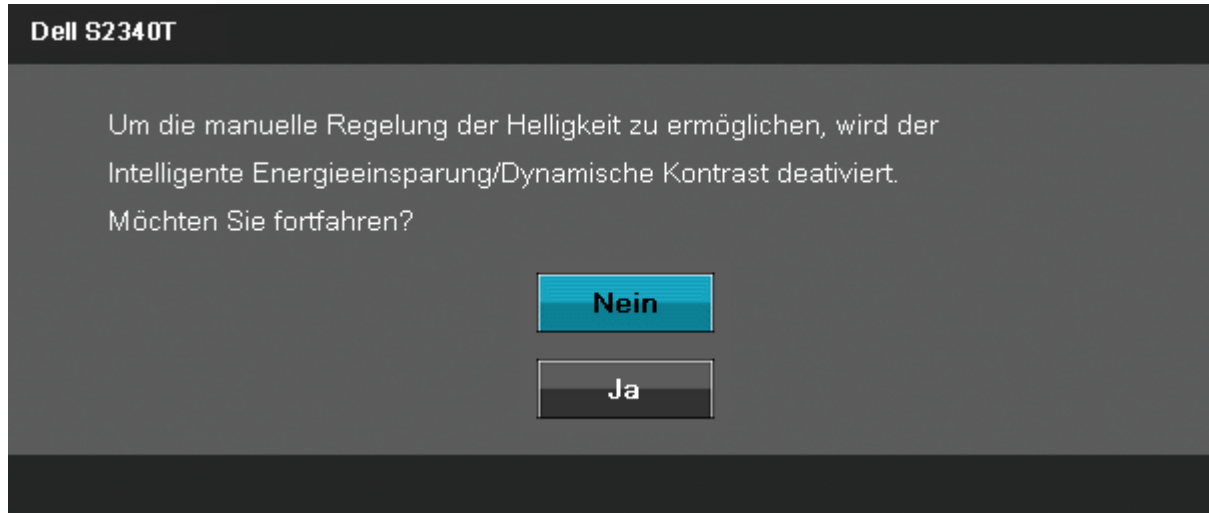 Dell S2340T
Um die manuelle Regelung der Helligkeit zu ermöglichen, wird der
Intelligente Energieeinsparung/Dynamische Kontrast deativiert.
Möchten Sie fortfahren?
Nein
Ja